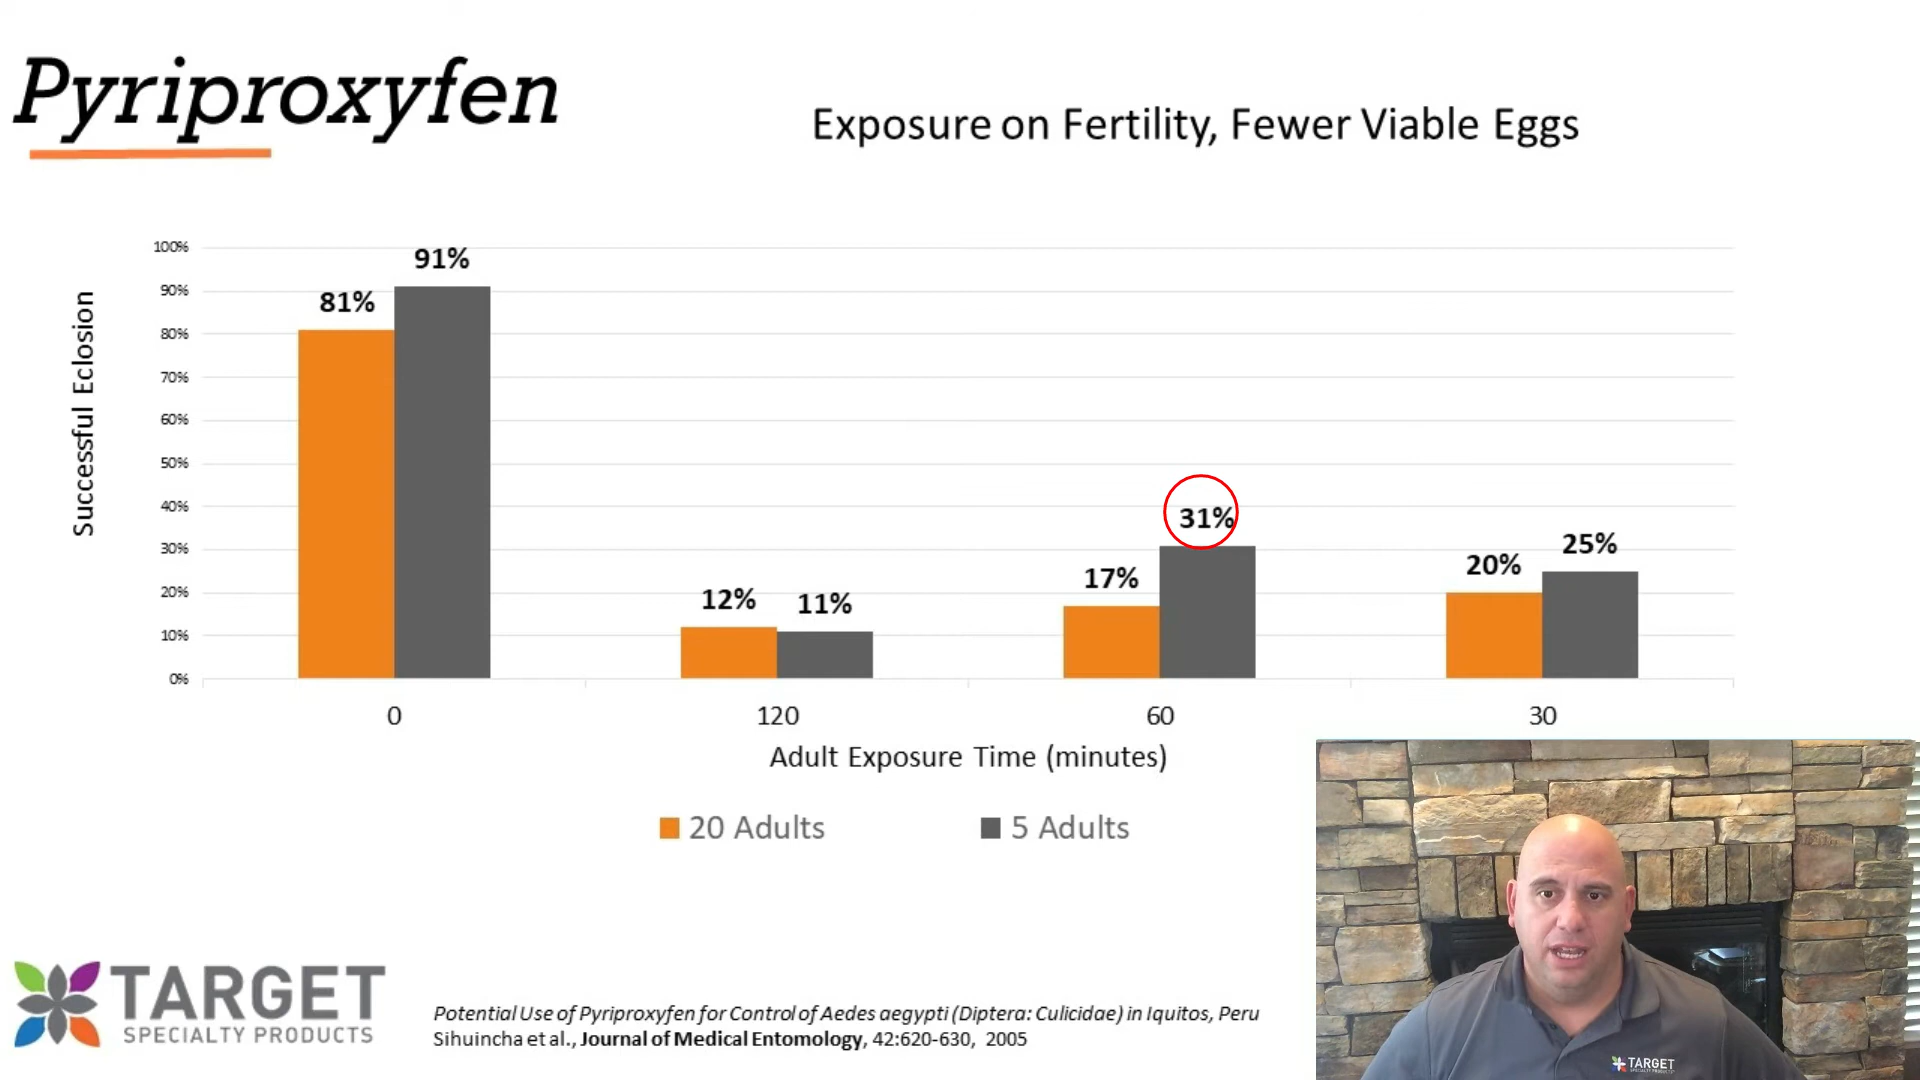 Pyriproxyfen
Exposure on Fertility, Fewer Viable Eggs
Successful Eclosion
100%
90%
80%
70%
60%
50%
40%
30%
20%
10%
0%
81%
91%
12%
11%
17%
31%
20%
25%
0
120
60
30
Adult Exposure Time (minutes)
20 Adults
5 Adults
TARGET
SPECIALTY PRODUCTS
Potential Use of Pyriproxyfen for Control of Aedes aegypti (Diptera: Culicidae) in Iquitos, Peru
Sihuincha et al., Journal of Medical Entomology, 42:620-630, 2005
TARGET
SPECIALTY PRODUCTS